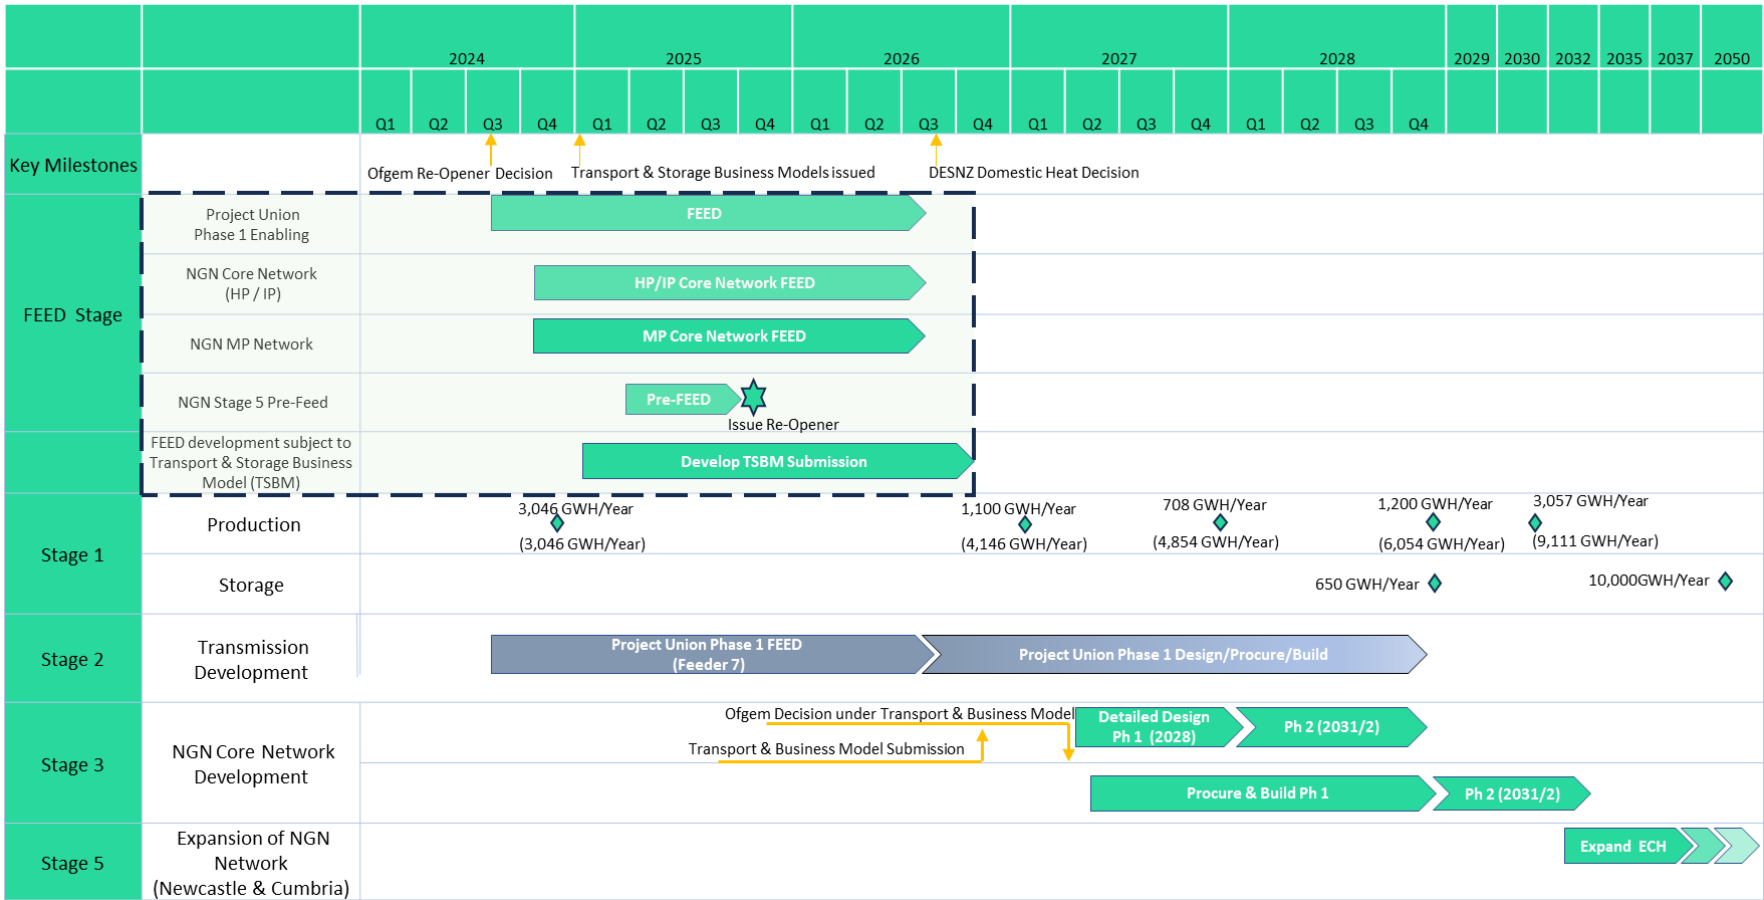 2024 2025 2026 2027 2028 2029 2030 2032 2035 2037 2050
Q1 Q2 Q3 Q4 Q1 Q2 Q3 Q4 Q1 Q2 Q3 Q4 Q1 Q2 Q3 Q4 Q1 Q2 Q3 Q4
Key Milestones
Ofgem Re-Opener Decision
Transport & Storage Business Models issued
DESNZ Domestic Heat Decision
FEED Stage
Project Union
Phase 1 Enabling
FEED
NGN Core Network
(HP / IP)
HP/IP Core Network FEED
NGN MP Network
MP Core Network FEED
NGN Stage 5 Pre-Feed
Pre-FEED
Issue Re-Opener
FEED development subject to
Transport & Storage Business
Model (TSBM)
Develop TSBM Submission
Stage 1
Production
3,046 GWH/Year
(3,046 GWH/Year)
1,100 GWH/Year
(4,146 GWH/Year)
708 GWH/Year
(4,854 GWH/Year)
1,200 GWH/Year
(6,054 GWH/Year)
3,057 GWH/Year
(9,111 GWH/Year)
Storage
650 GWH/Year
10,000GWH/Year
Stage 2
Transmission
Development
Project Union Phase 1 FEED
(Feeder 7)
Project Union Phase 1 Design/Procure/Build
Stage 3
NGN Core Network
Development
Ofgem Decision under Transport & Business Model
Transport & Business Model Submission
Detailed Design
Ph 1 (2028)
Ph 2 (2031/2)
Procure & Build Ph 1
Ph 2 (2031/2)
Stage 5
Expansion of NGN
Network
(Newcastle & Cumbria)
Expand ECH